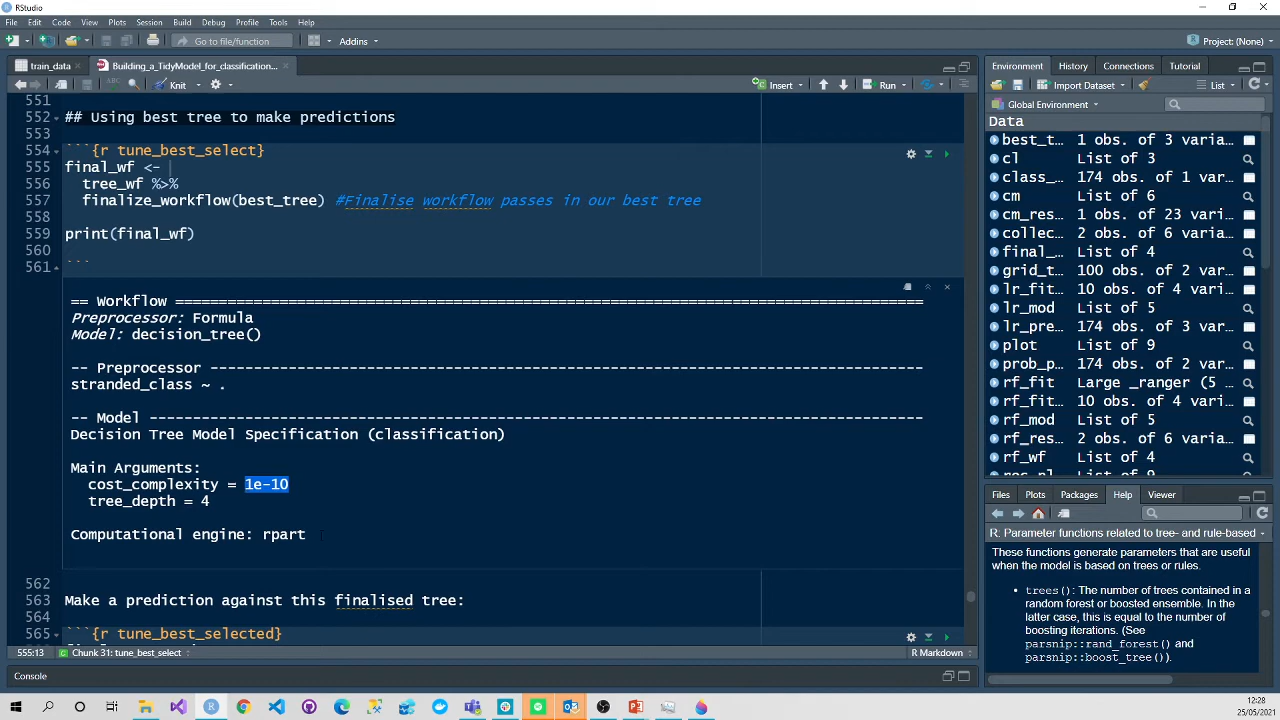 RStudio
File Edit Code View Plots Session Build Debug Profile Tools Help
Go to file/function
Addins
Project: (None)
train_data
Building_a_TidyModel_for_classification...
Knit
Insert
Run
551
552 ## Using best tree to make predictions
553
554 ```{r tune_best_select}
555 final_wf <-
556 tree_wf %>%
557 finalize_workflow(best_tree) #Finalise workflow passes in our best tree
558
559 print(final_wf)
560
561 ```
== Workflow ========================================================================================
Preprocessor: Formula
Model: decision_tree()
-- Preprocessor ------------------------------------------------------------------------------------
stranded_class ~ .
-- Model -------------------------------------------------------------------------------------------
Decision Tree Model Specification (classification)
Main Arguments:
cost_complexity = 1e-10
tree_depth = 4
Computational engine: rpart
562
563 Make a prediction against this finalised tree:
564
565 ```{r tune_best_selected}
555:13 Chunk 31: tune_best_select R Markdown
Console
Environment History Connections Tutorial
Import Dataset List
Global Environment
Data
best_t... 1 obs. of 3 varia...
cl List of 3
class_... 174 obs. of 1 var...
cm List of 6
cm_res... 1 obs. of 23 vari...
collec... 2 obs. of 6 varia...
final_... List of 4
grid_t... 100 obs. of 2 var...
lr_fit... 10 obs. of 4 vari...
lr_mod List of 5
lr_pre... 174 obs. of 3 var...
plot List of 9
prob_p... 174 obs. of 2 var...
rf_fit Large _ranger (5 ...
rf_fit... 10 obs. of 4 vari...
rf_mod List of 5
rf_res... 2 obs. of 6 varia...
rf_wf List of 4
Files Plots Packages Help Viewer
R: Parameter functions related to tree- and rule-based
These functions generate parameters that are useful
when the model is based on trees or rules.
• trees(): The number of trees contained in a
random forest or boosted ensemble. In the
latter case, this is equal to the number of
boosting iterations. (See
parsnip::rand_forest() and
parsnip::boost_tree()).
12:28
25/05/2021